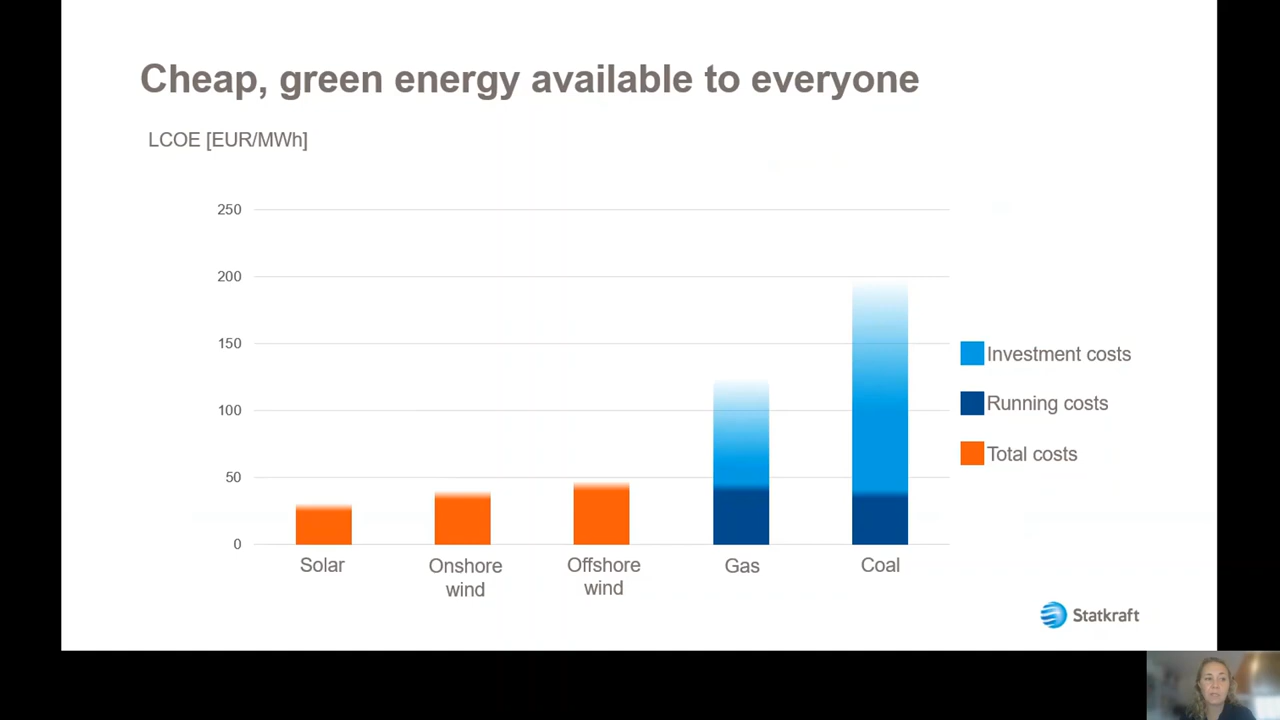 Cheap, green energy available to everyone
LCOE [EUR/MWh]
250
200
150
100
50
0
Solar
Onshore
wind
Offshore
wind
Gas
Coal
Investment costs
Running costs
Total costs
Statkraft